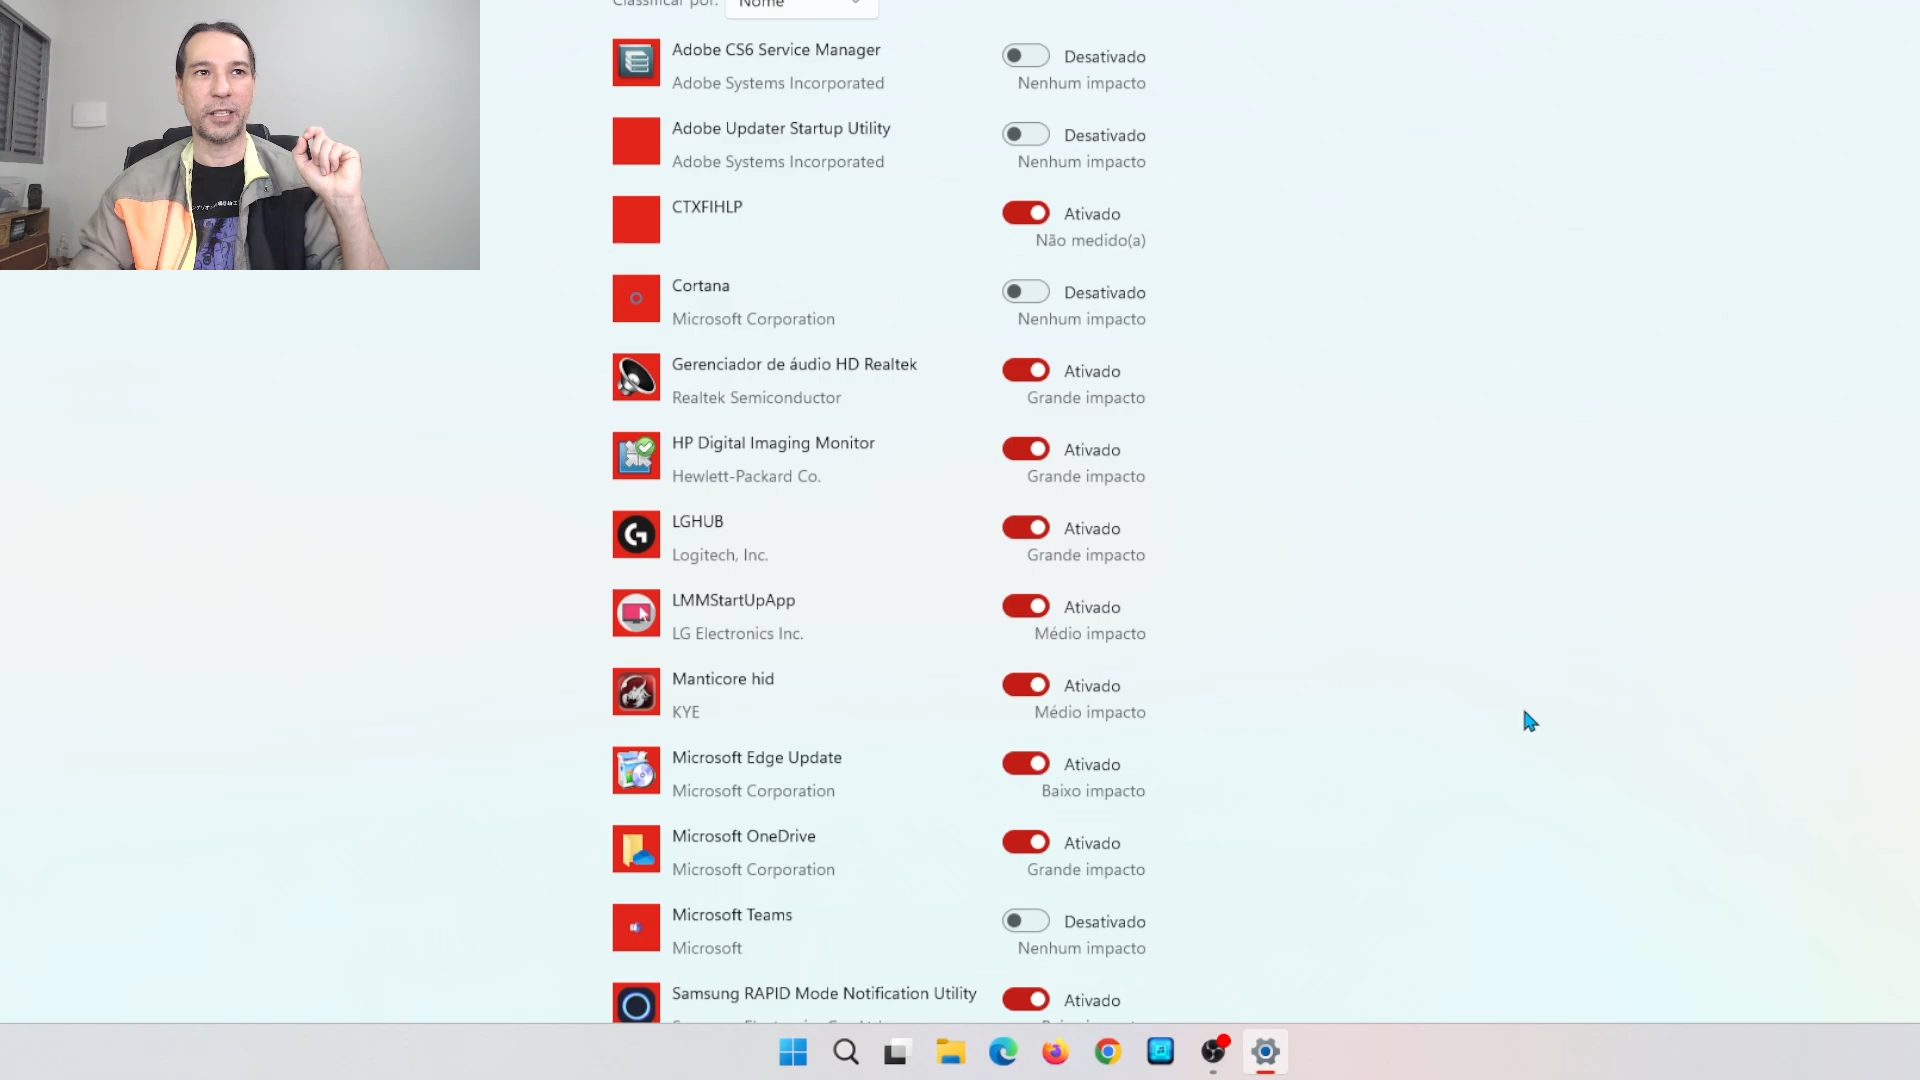 Classificar por: Nome
Adobe CS6 Service Manager
Desativado
Adobe Systems Incorporated
Nenhum impacto
Adobe Updater Startup Utility
Desativado
Adobe Systems Incorporated
Nenhum impacto
CTXFIHLP
Ativado
Não medido(a)
Cortana
Desativado
Microsoft Corporation
Nenhum impacto
Gerenciador de áudio HD Realtek
Ativado
Realtek Semiconductor
Grande impacto
HP Digital Imaging Monitor
Ativado
Hewlett-Packard Co.
Grande impacto
LGHUB
Ativado
Logitech, Inc.
Grande impacto
LMMStartUpApp
Ativado
LG Electronics Inc.
Médio impacto
Manticore hid
Ativado
KYE
Médio impacto
Microsoft Edge Update
Ativado
Microsoft Corporation
Baixo impacto
Microsoft OneDrive
Ativado
Microsoft Corporation
Grande impacto
Microsoft Teams
Desativado
Microsoft
Nenhum impacto
Samsung RAPID Mode Notification Utility
Ativado